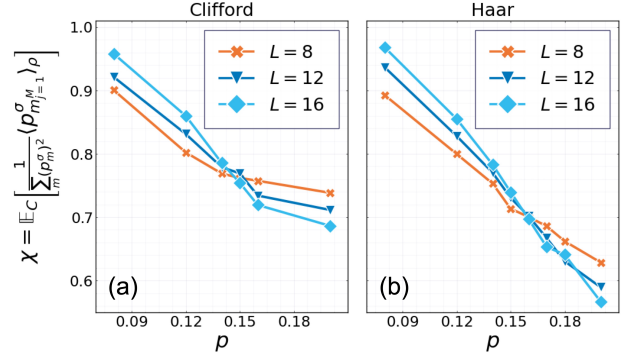 Clifford
Haar
χ = 𝔼_C [ 1 / Σ_m (p_m^σ)^2 ⟨p^σ_{m_{j=1}^M}⟩_ρ ]
1.0
0.9
0.8
0.7
0.6
L = 8
L = 12
L = 16
L = 8
L = 12
L = 16
(a)
(b)
0.09 0.12 0.15 0.18
0.09 0.12 0.15 0.18
p
p